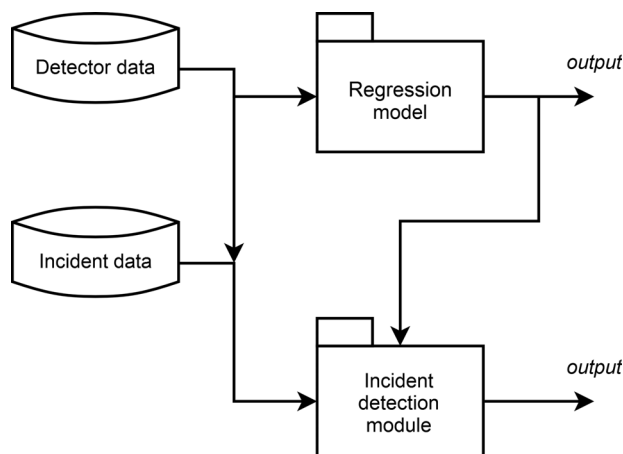 Detector data
Regression
model
output
Incident data
Incident
detection
module
output